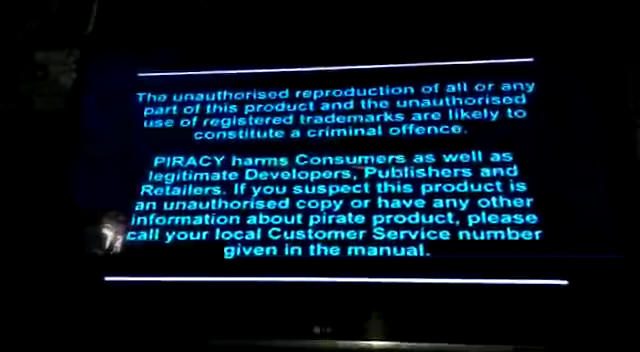 The unauthorised reproduction of all or any
part of this product and the unauthorised
use of registered trademarks are likely to
constitute a criminal offence.
PIRACY harms Consumers as well as
legitimate Developers, Publishers and
Retailers. If you suspect this product is
an unauthorised copy or have any other
information about pirate product, please
call your local Customer Service number
given in the manual.